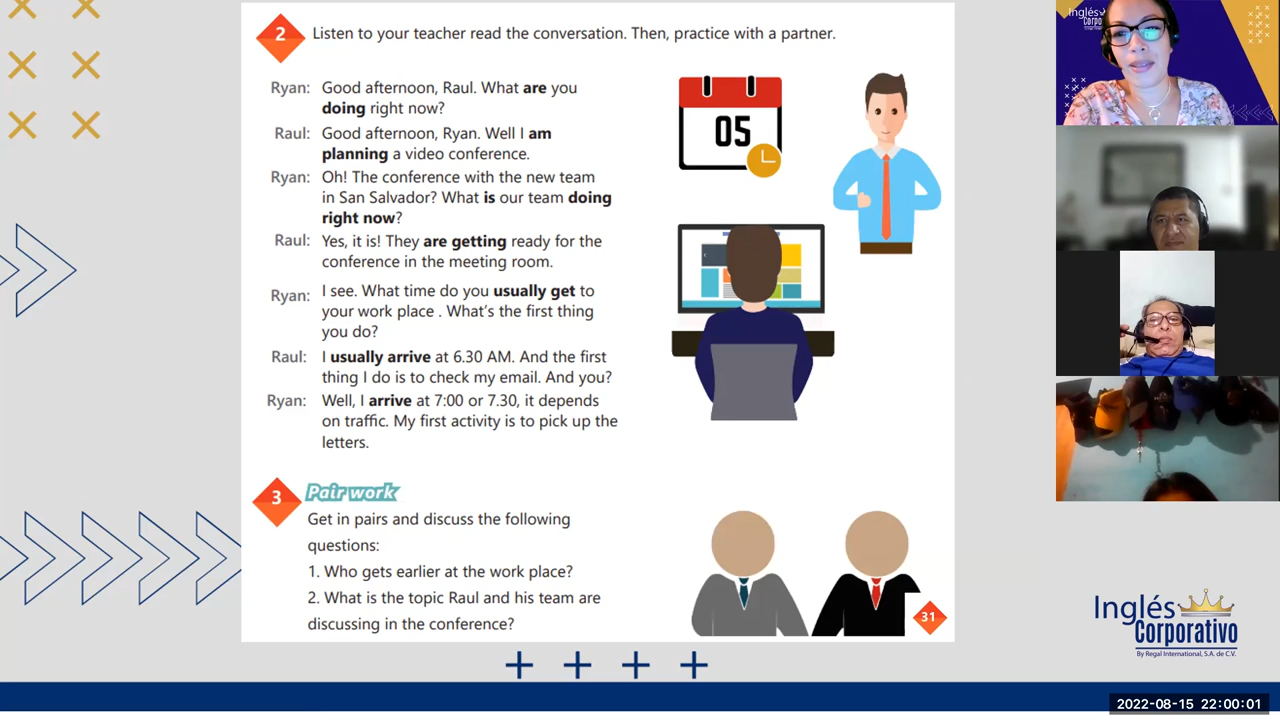 2 Listen to your teacher read the conversation. Then, practice with a partner.
Ryan: Good afternoon, Raul. What are you
doing right now?
Raul: Good afternoon, Ryan. Well I am
planning a video conference.
Ryan: Oh! The conference with the new team
in San Salvador? What is our team doing
right now?
Raul: Yes, it is! They are getting ready for the
conference in the meeting room.
Ryan: I see. What time do you usually get to
your work place . What's the first thing
you do?
Raul: I usually arrive at 6.30 AM. And the first
thing I do is to check my email. And you?
Ryan: Well, I arrive at 7:00 or 7.30, it depends
on traffic. My first activity is to pick up the
letters.
05
3 Pair work
Get in pairs and discuss the following
questions:
1. Who gets earlier at the work place?
2. What is the topic Raul and his team are
discussing in the conference?
31
Inglés
Corpo
Inglés
Corporativo
By Regal International, S.A. de C.V.
2022-08-15 22:00:01